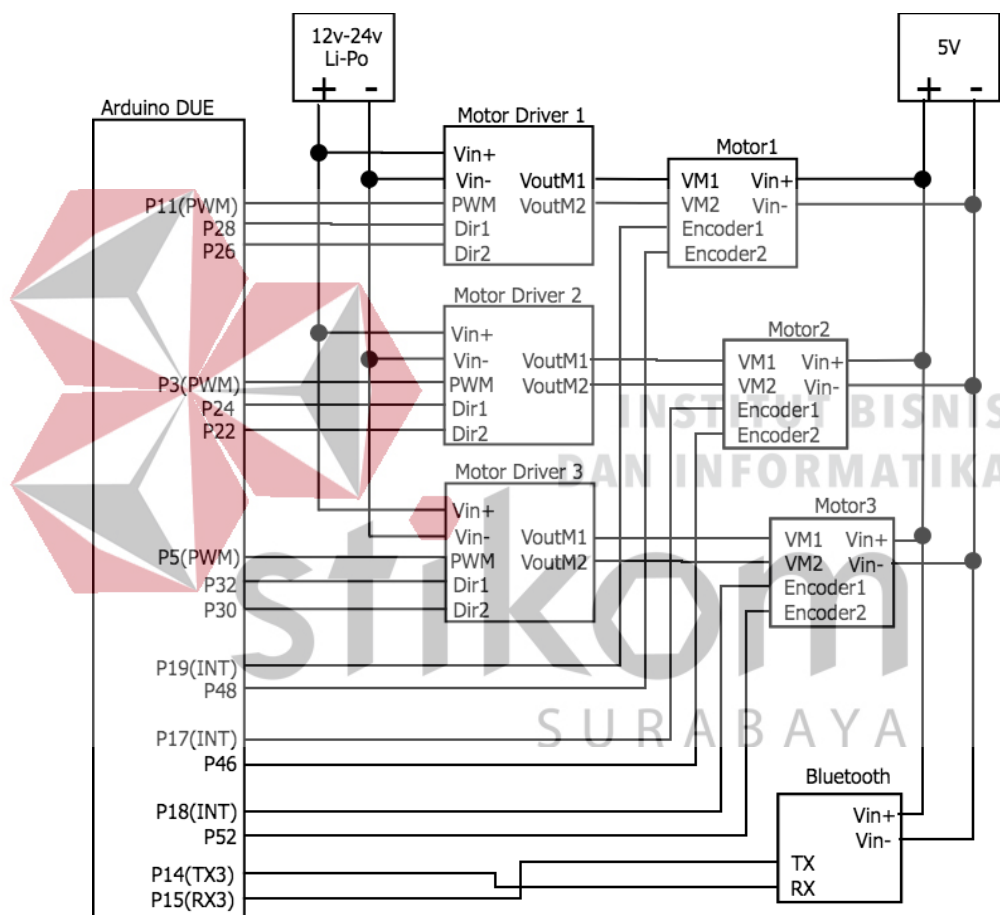 12v-24v
Li-Po
+ -
5V
+ -
Arduino DUE
P11(PWM)
P28
P26
P3(PWM)
P24
P22
P5(PWM)
P32
P30
P19(INT)
P48
P17(INT)
P46
P18(INT)
P52
P14(TX3)
P15(RX3)
Motor Driver 1
Vin+
Vin-
PWM
Dir1
Dir2
VoutM1
VoutM2
Motor1
VM1
VM2
Encoder1
Encoder2
Vin+
Vin-
Motor Driver 2
Vin+
Vin-
PWM
Dir1
Dir2
VoutM1
VoutM2
Motor2
VM1
VM2
Encoder1
Encoder2
Vin+
Vin-
Motor Driver 3
Vin+
Vin-
PWM
Dir1
Dir2
VoutM1
VoutM2
Motor3
VM1
VM2
Encoder1
Encoder2
Vin+
Vin-
Bluetooth
Vin+
Vin-
TX
RX
INSTITUT BISNIS
DAN INFORMATIKA
stikom
SURABAYA